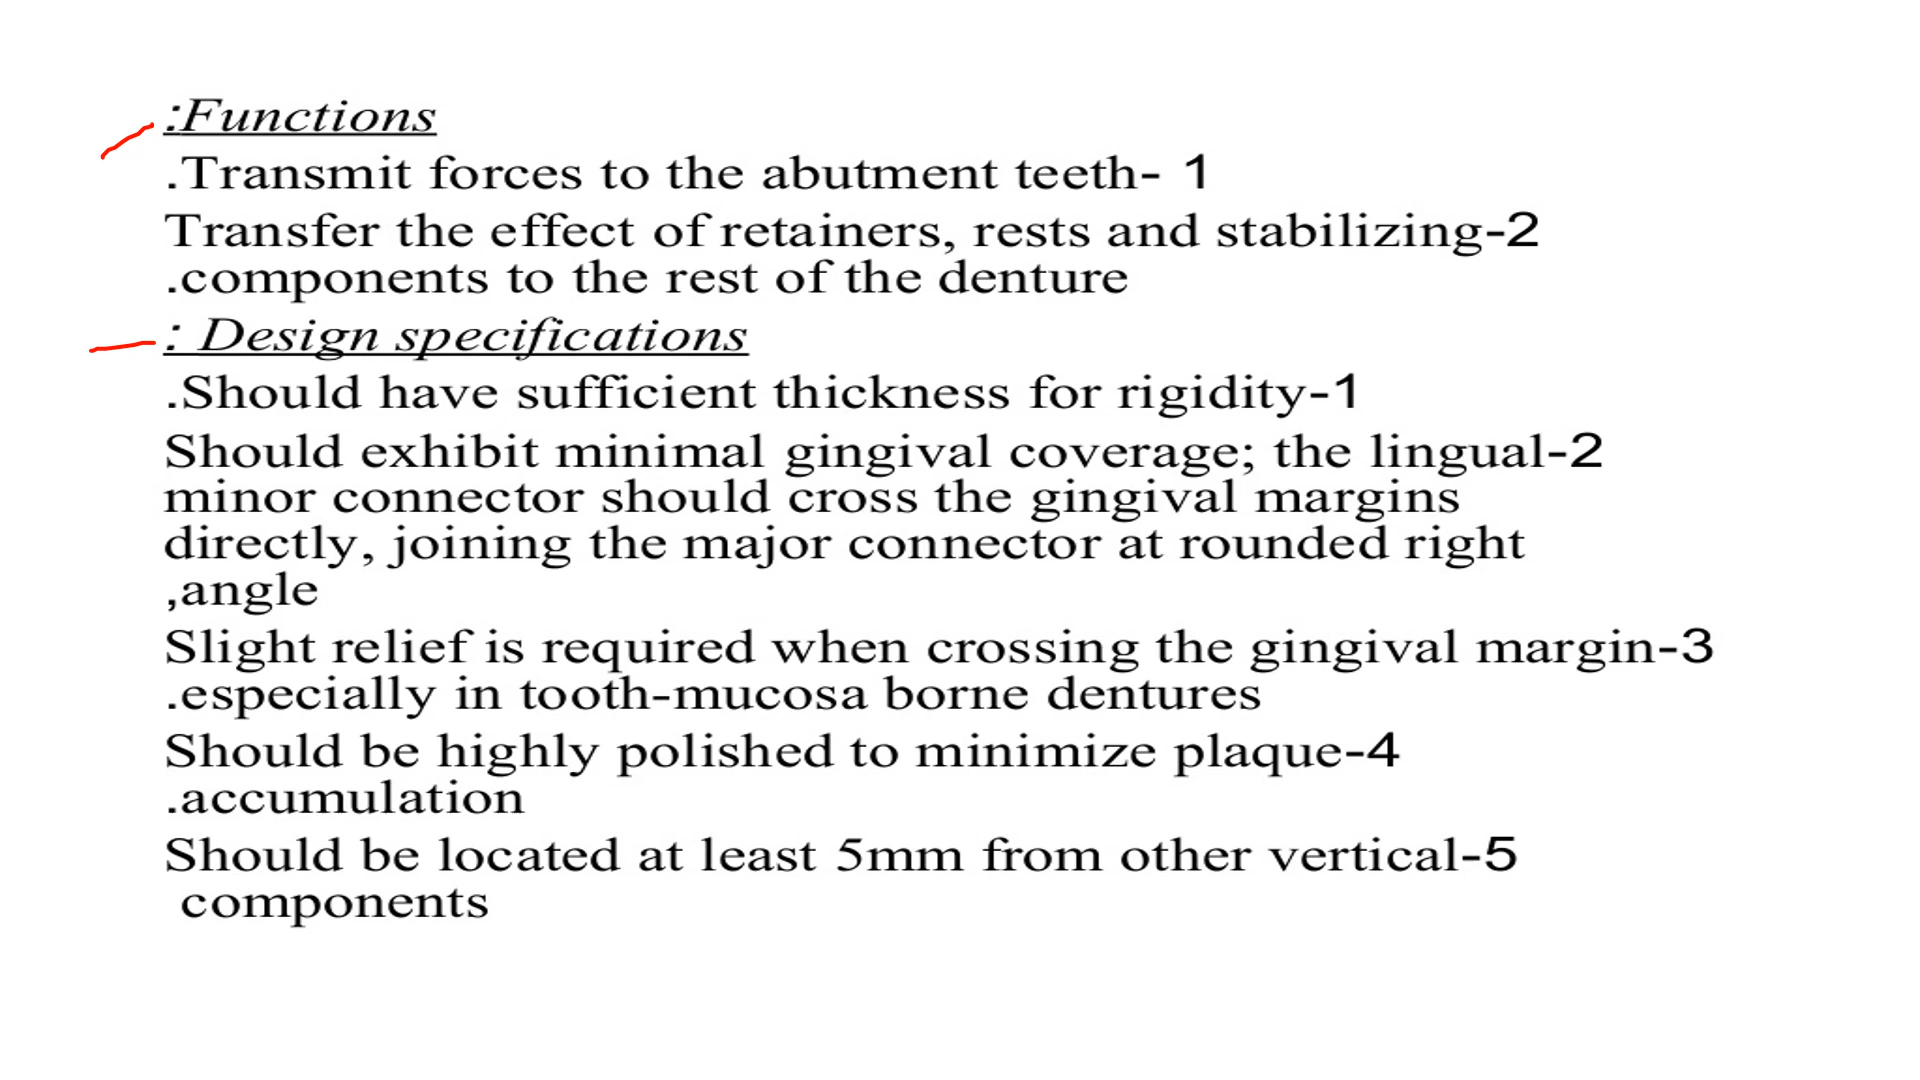 :Functions
.Transmit forces to the abutment teeth- 1
Transfer the effect of retainers, rests and stabilizing-2
.components to the rest of the denture
: Design specifications
.Should have sufficient thickness for rigidity-1
Should exhibit minimal gingival coverage; the lingual-2
minor connector should cross the gingival margins
directly, joining the major connector at rounded right
,angle
Slight relief is required when crossing the gingival margin-3
.especially in tooth-mucosa borne dentures
Should be highly polished to minimize plaque-4
.accumulation
Should be located at least 5mm from other vertical-5
components